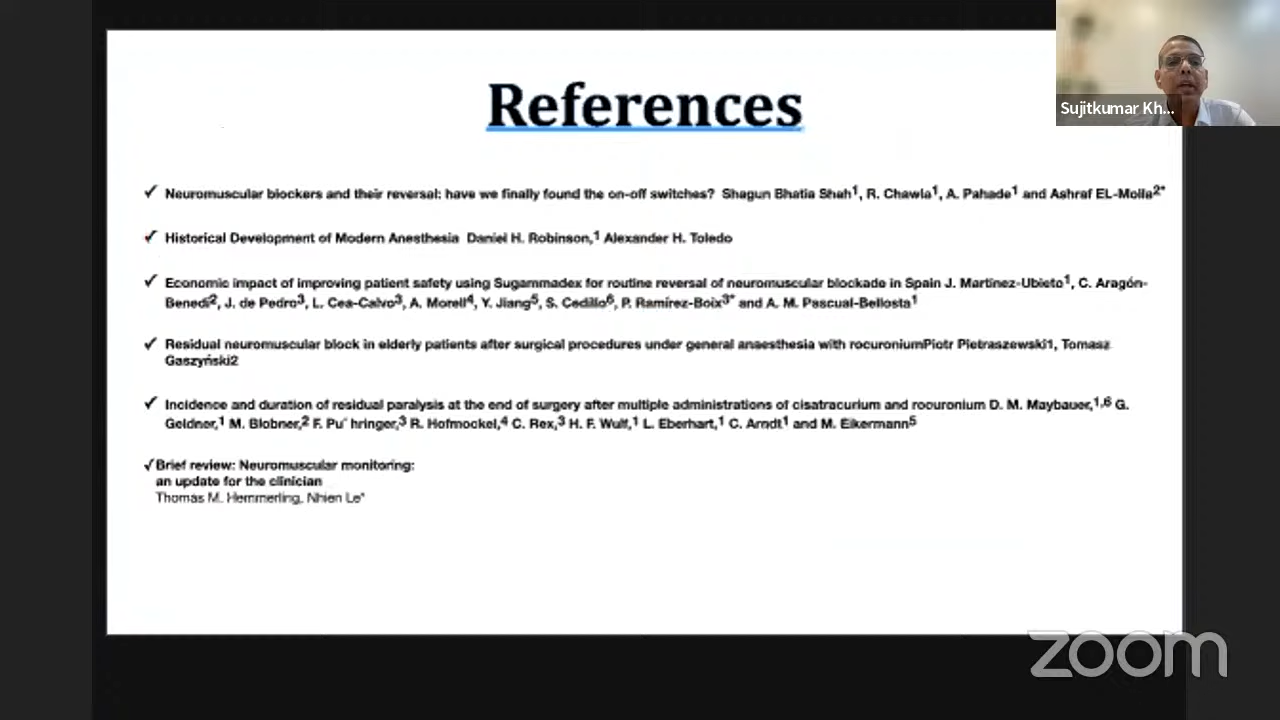 References
Sujitkumar Kh...
✓ Neuromuscular blockers and their reversal: have we finally found the on-off switches? Shagun Bhatia Shah1, R. Chawla1, A. Pahade1 and Ashraf EL-Molla2*
✓ Historical Development of Modern Anesthesia Daniel H. Robinson,1 Alexander H. Toledo
✓ Economic impact of improving patient safety using Sugammadex for routine reversal of neuromuscular blockade in Spain J. Martínez-Ubieto1, C. Aragón-
Benedí2, J. de Pedro3, L. Cea-Calvo3, A. Morell4, Y. Jiang5, S. Cedillo6, P. Ramírez-Boix3* and A. M. Pascual-Bellosta1
✓ Residual neuromuscular block in elderly patients after surgical procedures under general anaesthesia with rocuroniumPiotr Pietraszewski1, Tomasz
Gaszyński2
✓ Incidence and duration of residual paralysis at the end of surgery after multiple administrations of cisatracurium and rocuronium D. M. Maybauer,1,6 G.
Geldner,1 M. Blobner,2 F. Pu¨ hringer,3 R. Hofmockel,4 C. Rex,3 H. F. Wulf,1 L. Eberhart,1 C. Arndt1 and M. Eikermann5
√Brief review: Neuromuscular monitoring:
an update for the clinician
Thomas M. Hemmerling, Nhien Le*
zoom